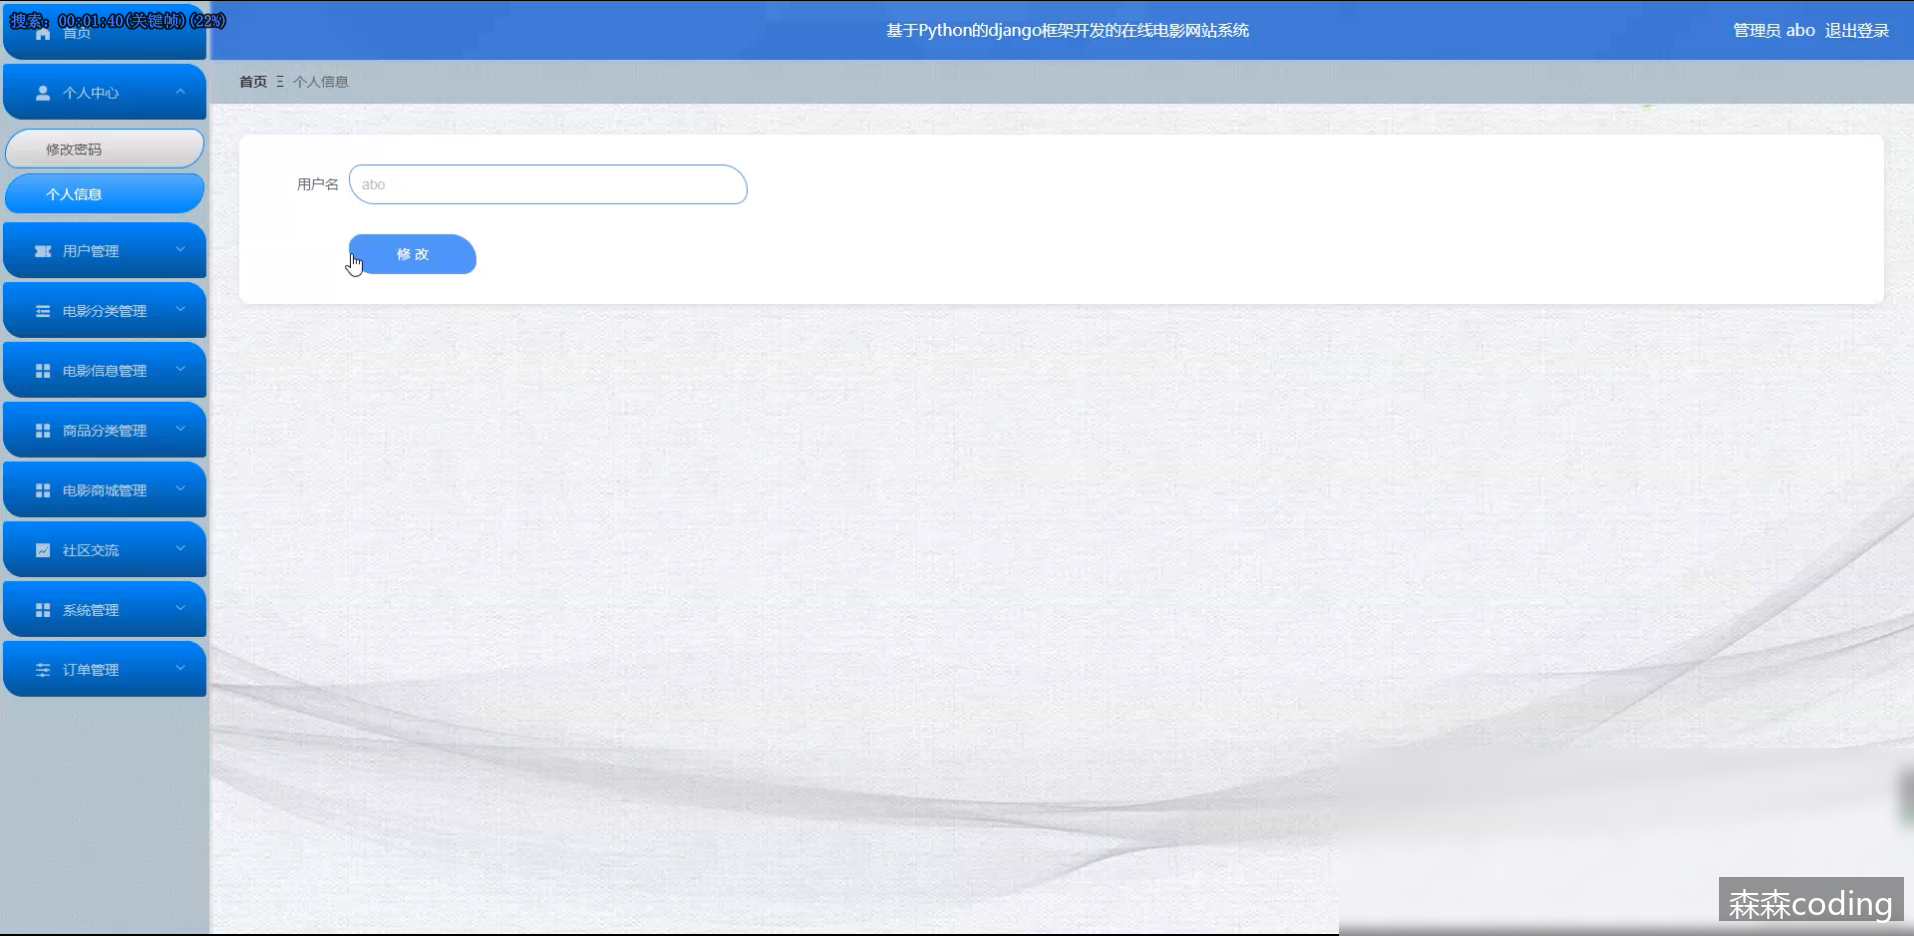 搜索: 00:01:40(关键帧)(22%)
首页
基于Python的django框架开发的在线电影网站系统
管理员 abo 退出登录
首页 Ξ 个人信息
个人中心
修改密码
个人信息
用户管理
电影分类管理
电影信息管理
商品分类管理
电影商城管理
社区交流
系统管理
订单管理
用户名 abo
修 改
森森coding